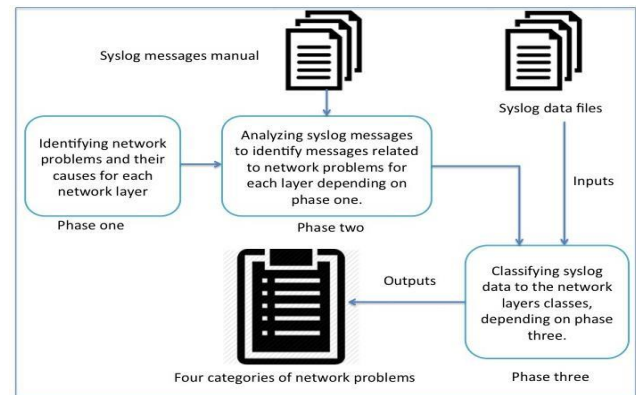 Syslog messages manual
Syslog data files
Identifying network
problems and their
causes for each
network layer
Phase one
Analyzing syslog messages
to identify messages related
to network problems for
each layer depending on
phase one.
Phase two
Inputs
Classifying syslog
data to the network
layers classes,
depending on phase
three.
Phase three
Outputs
Four categories of network problems